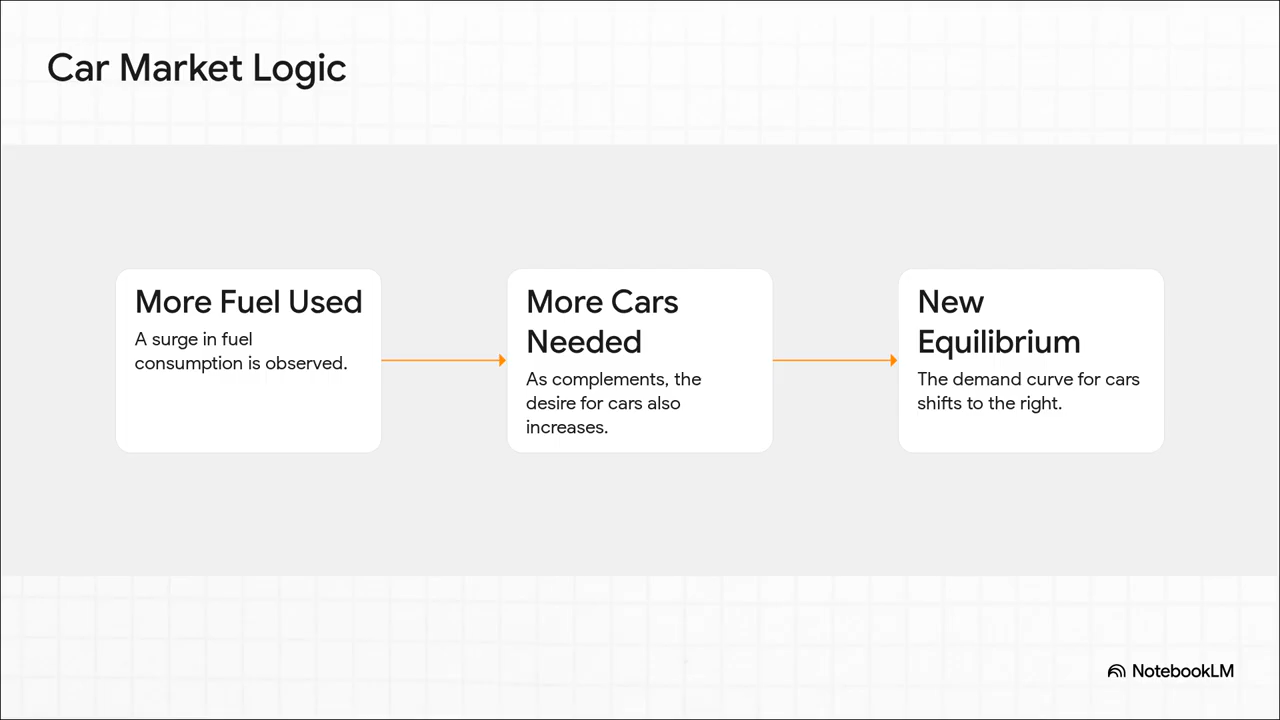 Car Market Logic
More Fuel Used
A surge in fuel
consumption is observed.
More Cars
Needed
As complements, the
desire for cars also
increases.
New
Equilibrium
The demand curve for cars
shifts to the right.
NotebookLM